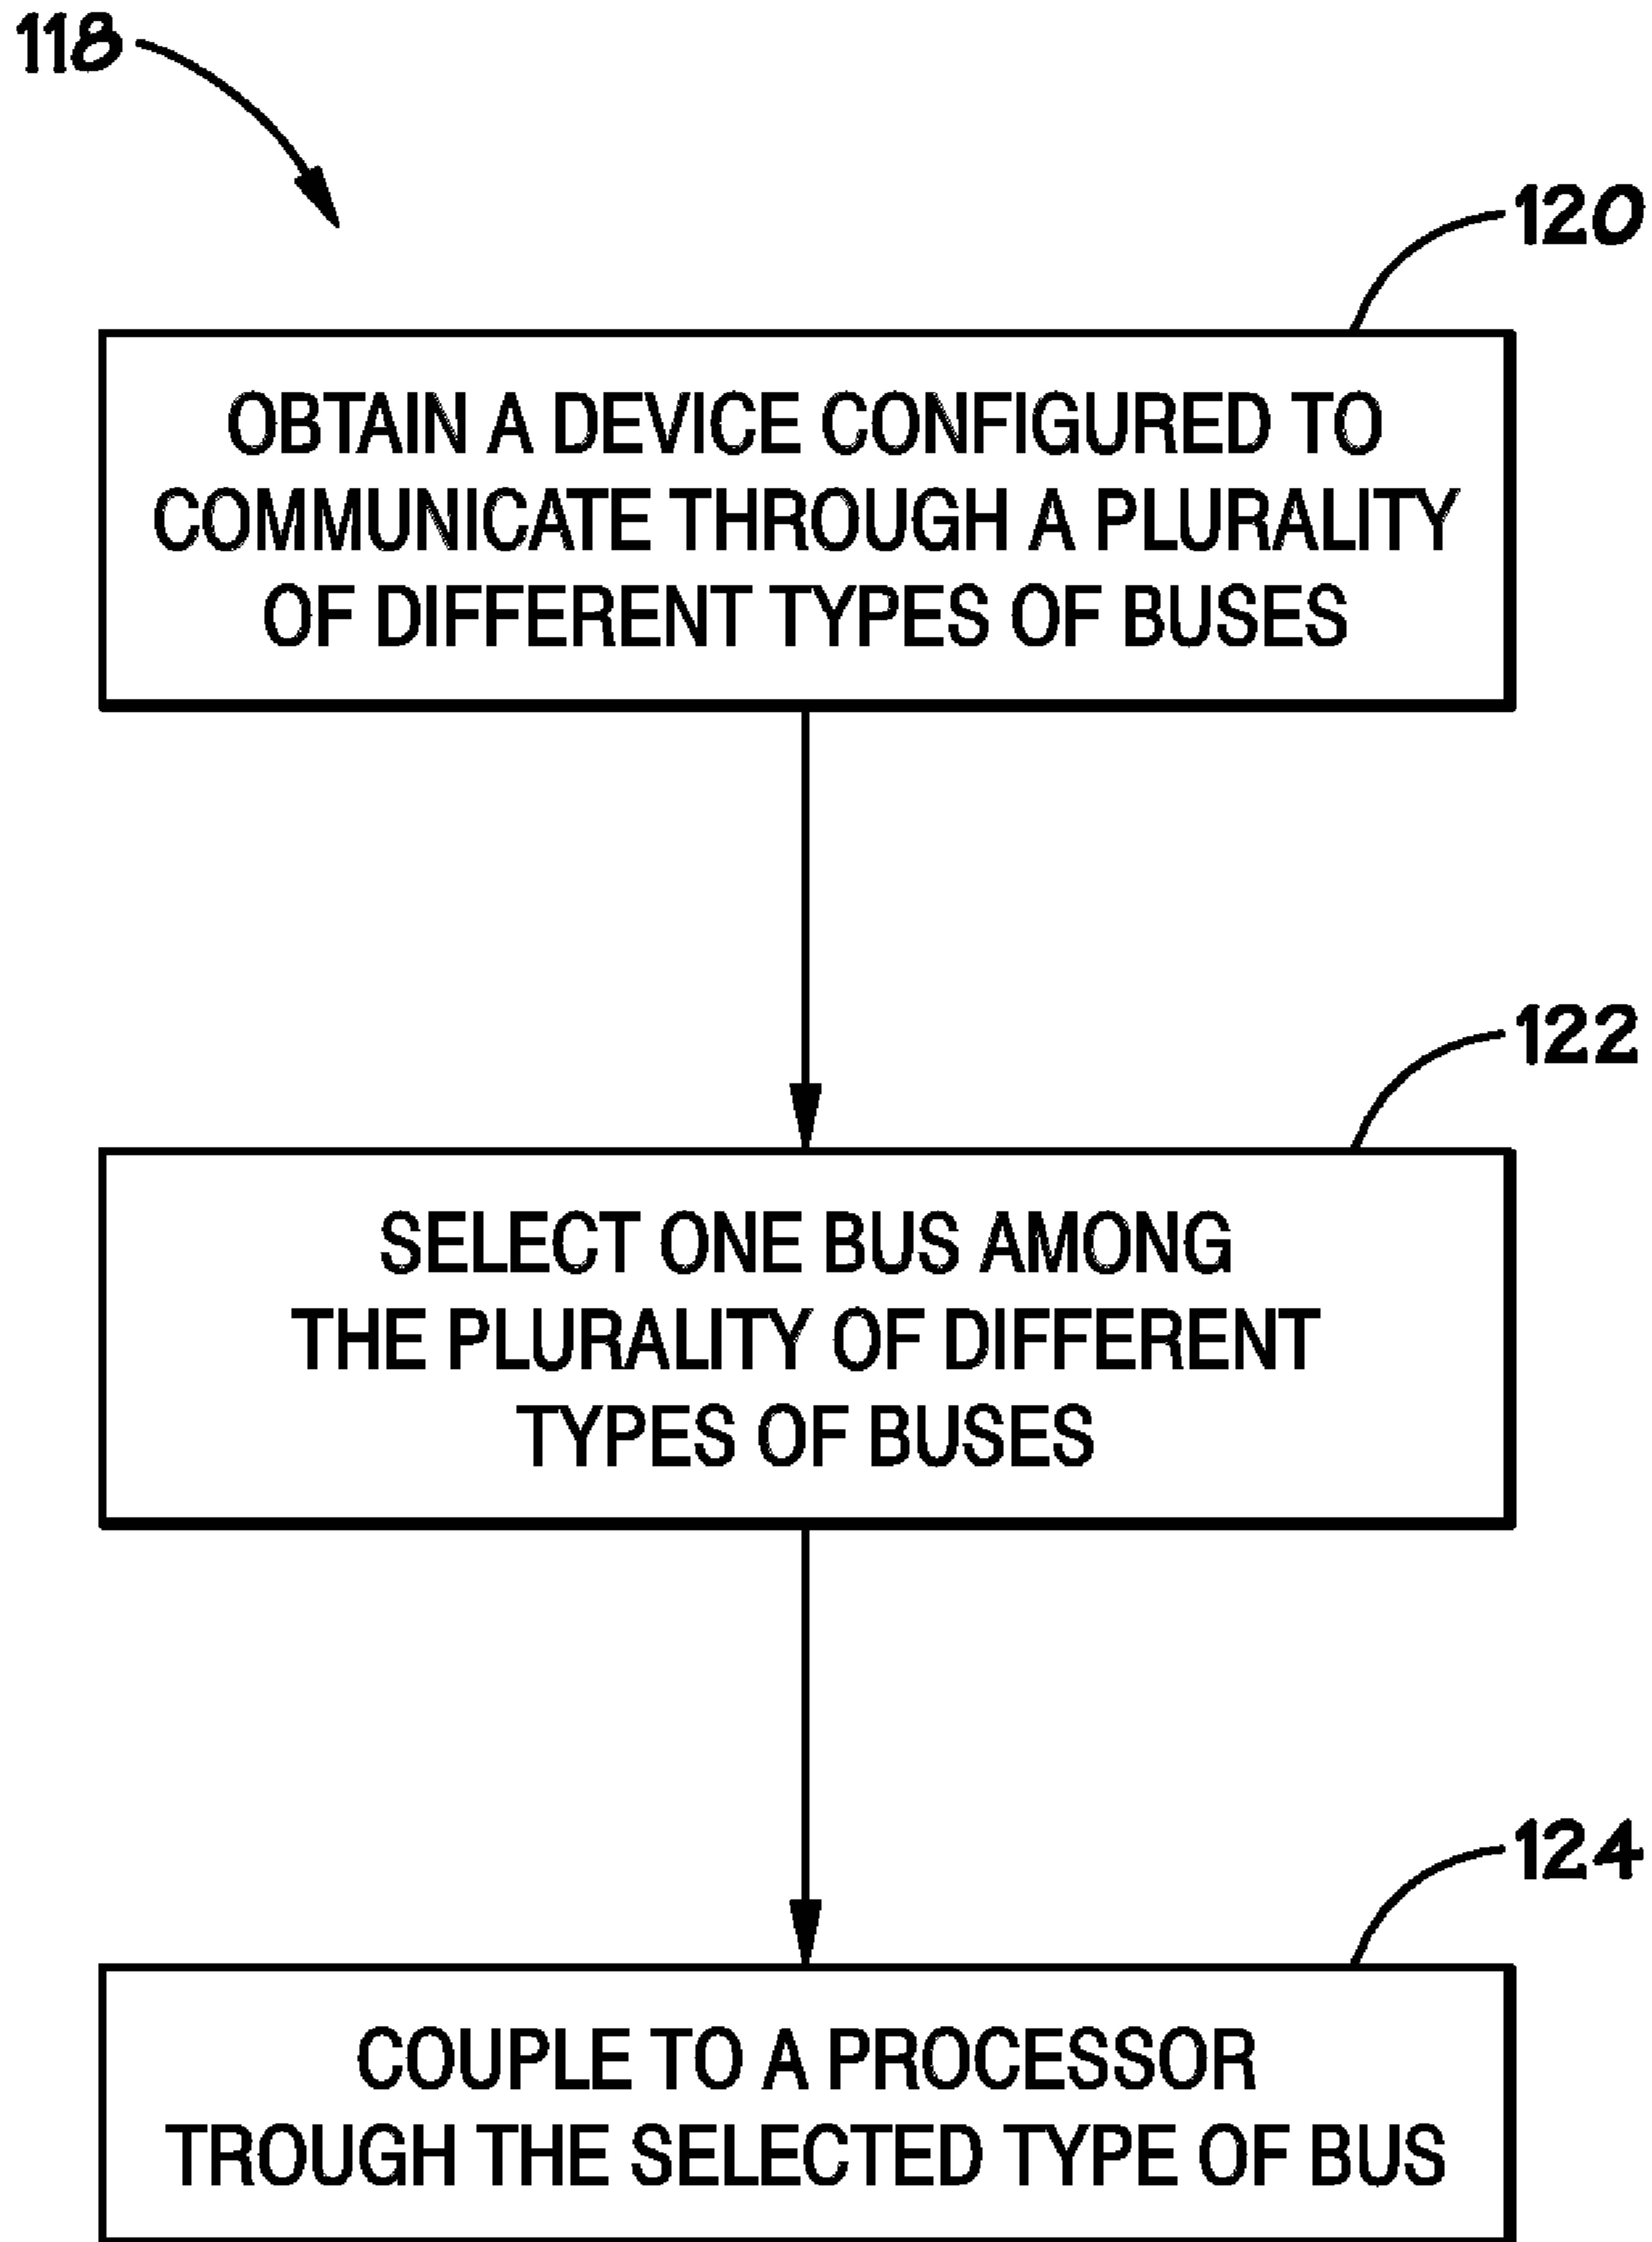 118
120
OBTAIN A DEVICE CONFIGURED TO
COMMUNICATE THROUGH A PLURALITY
OF DIFFERENT TYPES OF BUSES
122
SELECT ONE BUS AMONG
THE PLURALITY OF DIFFERENT
TYPES OF BUSES
124
COUPLE TO A PROCESSOR
TROUGH THE SELECTED TYPE OF BUS